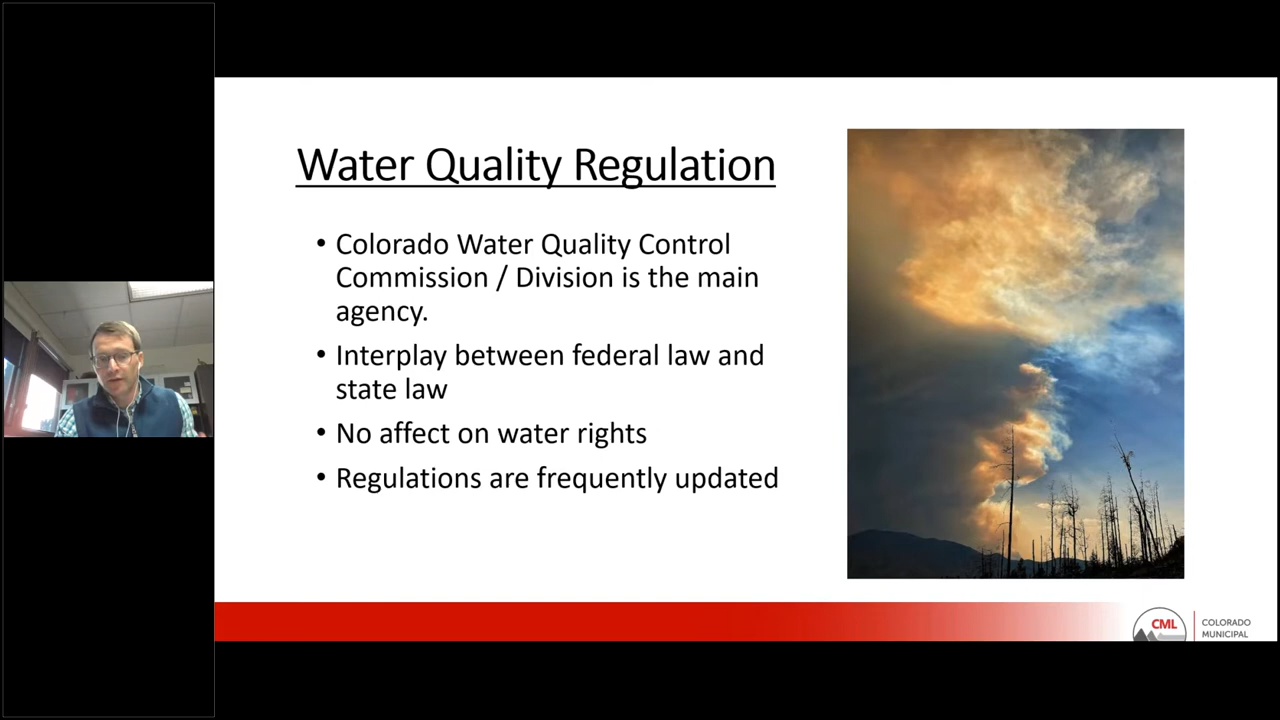 Water Quality Regulation
• Colorado Water Quality Control
Commission / Division is the main
agency.
• Interplay between federal law and
state law
• No affect on water rights
• Regulations are frequently updated
CML
COLORADO
MUNICIPAL